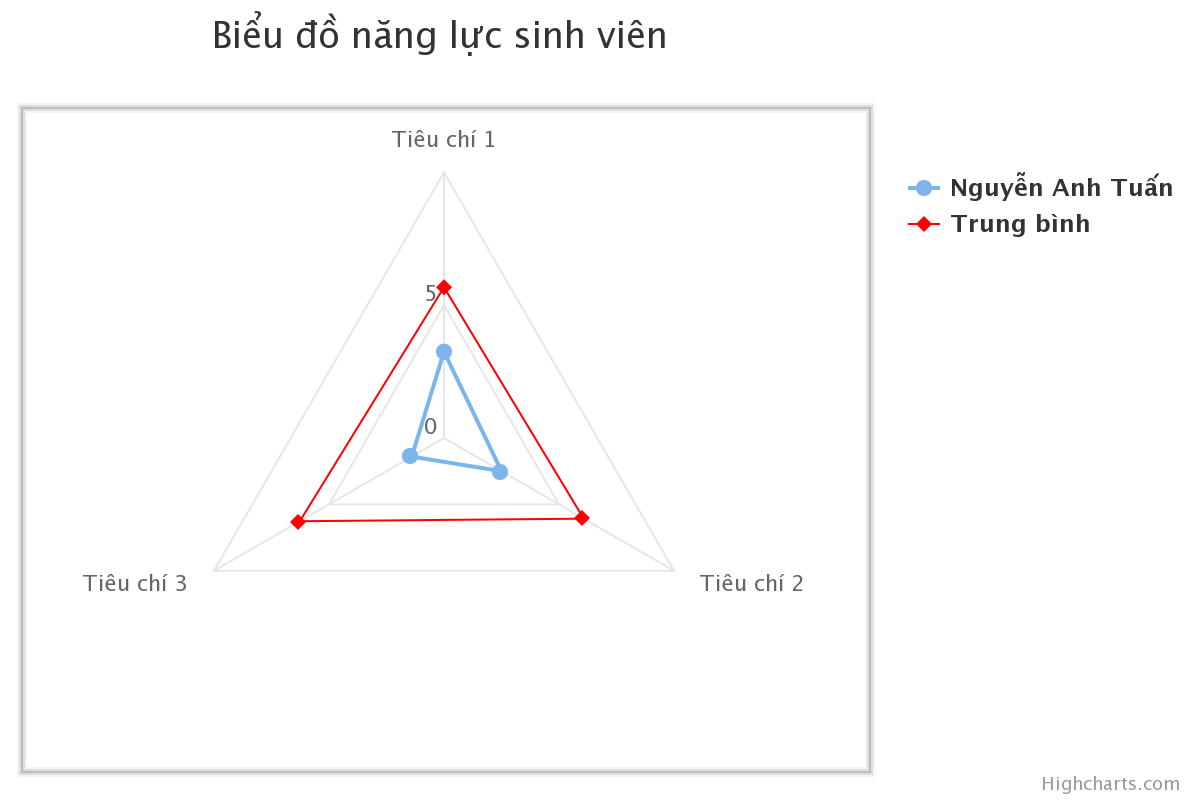 Biểu đồ năng lực sinh viên
Tiêu chí 1
Nguyễn Anh Tuấn
Trung bình
5
0
Tiêu chí 3
Tiêu chí 2
Highcharts.com